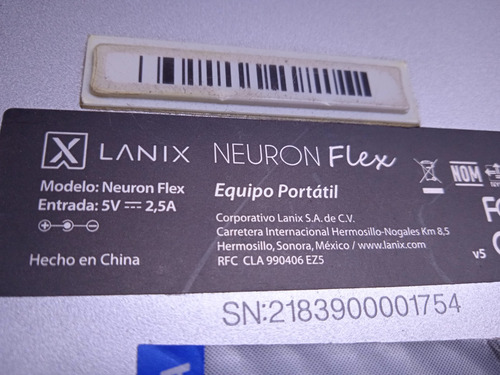 LANIX NEURON Flex
Modelo: Neuron Flex
Entrada: 5V 2,5A
Hecho en China
Equipo Portátil
Corporativo Lanix S.A. de C.V.
Carretera Internacional Hermosillo-Nogales Km 8,5
Hermosillo, Sonora, México / www.lanix.com
RFC CLA 990406 EZ5
NOM
v5
SN:2183900001754